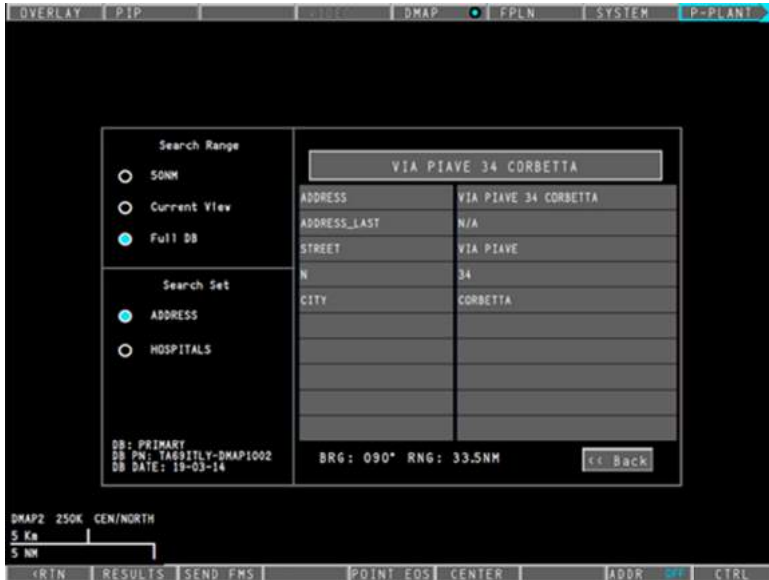 OVERLAY PIP DMAP FPLN SYSTEM P-PLANT
Search Range
50NM
Current View
Full DB
Search Set
ADDRESS
HOSPITALS
DB: PRIMARY
DB PN: TA69ITLY-DMAP1002
DB DATE: 19-03-14
VIA PIAVE 34 CORBETTA
ADDRESS VIA PIAVE 34 CORBETTA
ADDRESS_LAST N/A
STREET VIA PIAVE
N 34
CITY CORBETTA
BRG: 090° RNG: 33.5NM << Back
DMAP2 250K CEN/NORTH
5 Km
5 NM
<RTN RESULTS SEND FMS POINT EOS CENTER ADDR OFF CTRL